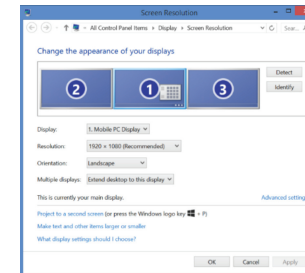 Screen Resolution
« All Control Panel Items › Display › Screen Resolution
Change the appearance of your displays
2
1
3
Detect
Identify
Display: 1. Mobile PC Display
Resolution: 1920 × 1080 (Recommended)
Orientation: Landscape
Multiple displays: Extend desktop to this display
This is currently your main display.
Advanced setting
Project to a second screen (or press the Windows logo key + P)
Make text and other items larger or smaller
What display settings should I choose?
OK Cancel Apply